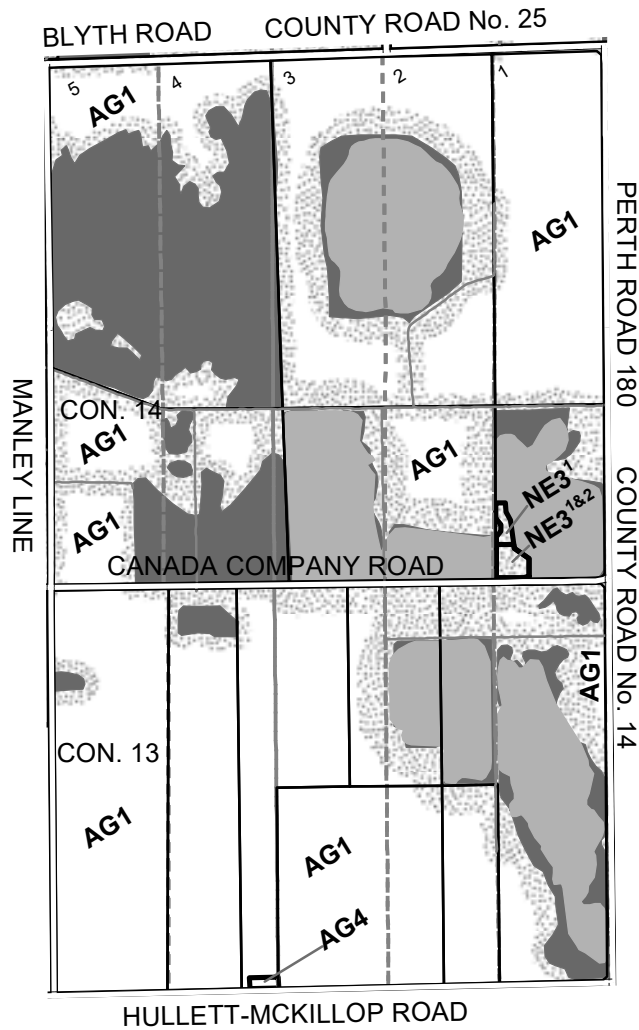 BLYTH ROAD
COUNTY ROAD No. 25
5
4
3
2
1
AG1
AG1
PERTH ROAD 180
MANLEY LINE
CON. 14
AG1
AG1
NE3¹
NE3¹&²
AG1
CANADA COMPANY ROAD
COUNTY ROAD No. 14
AG1
CON. 13
AG1
AG1
AG4
HULLETT-MCKILLOP ROAD